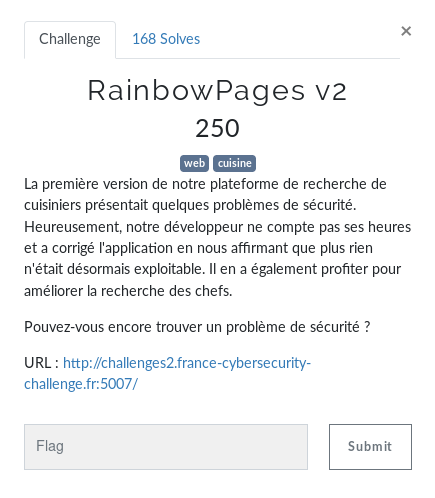 Challenge
168 Solves
×
RainbowPages v2
250
web cuisine
La première version de notre plateforme de recherche de
cuisiniers présentait quelques problèmes de sécurité.
Heureusement, notre développeur ne compte pas ses heures
et a corrigé l'application en nous affirmant que plus rien
n'était désormais exploitable. Il en a également profiter pour
améliorer la recherche des chefs.
Pouvez-vous encore trouver un problème de sécurité ?
URL : http://challenges2.france-cybersecurity-
challenge.fr:5007/
Flag
Submit